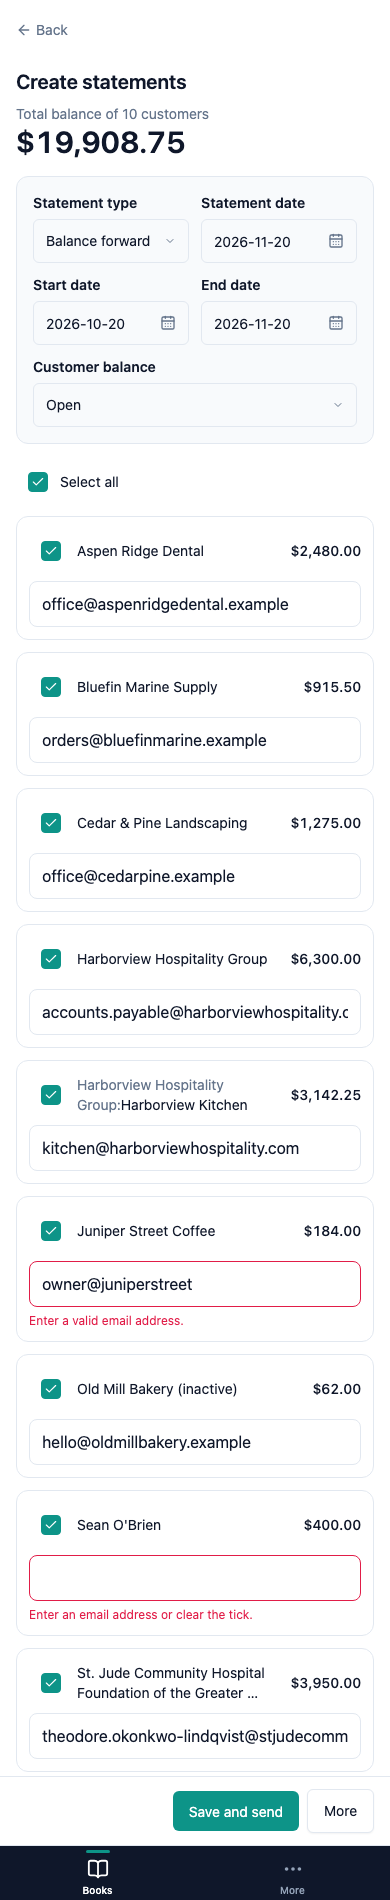 Back
Create statements
Total balance of 10 customers
$19,908.75
Statement type
Statement date
Balance forward
2026-11-20
Start date
End date
2026-10-20
2026-11-20
Customer balance
Open
Select all
Aspen Ridge Dental $2,480.00
office@aspenridgedental.example
Bluefin Marine Supply $915.50
orders@bluefinmarine.example
Cedar & Pine Landscaping $1,275.00
office@cedarpine.example
Harborview Hospitality Group $6,300.00
accounts.payable@harborviewhospitality.c
Harborview Hospitality
Group:Harborview Kitchen $3,142.25
kitchen@harborviewhospitality.com
Juniper Street Coffee $184.00
owner@juniperstreet
Enter a valid email address.
Old Mill Bakery (inactive) $62.00
hello@oldmillbakery.example
Sean O'Brien $400.00
Enter an email address or clear the tick.
St. Jude Community Hospital
Foundation of the Greater ... $3,950.00
theodore.okonkwo-lindqvist@stjudecomm
Save and send
More
Books
More